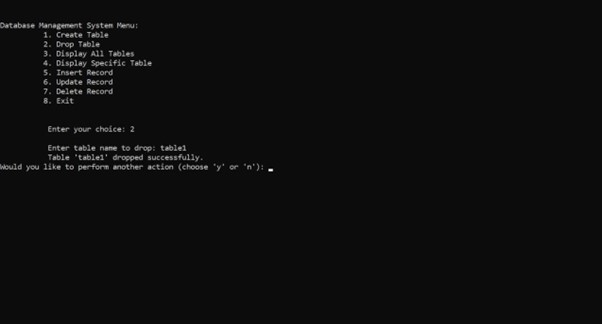 Database Management System Menu:
1. Create Table
2. Drop Table
3. Display All Tables
4. Display Specific Table
5. Insert Record
6. Update Record
7. Delete Record
8. Exit
Enter your choice: 2
Enter table name to drop: table1
Table 'table1' dropped successfully.
Would you like to perform another action (choose 'y' or 'n'):